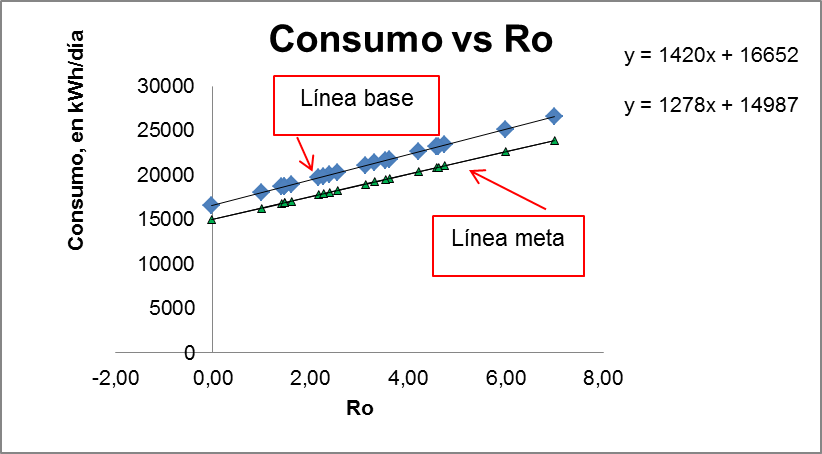 Consumo vs Ro
y = 1420x + 16652
y = 1278x + 14987
Consumo, en kWh/día
30000
25000
20000
15000
10000
5000
0
Línea base
Línea meta
-2,00 0,00 2,00 4,00 6,00 8,00
Ro